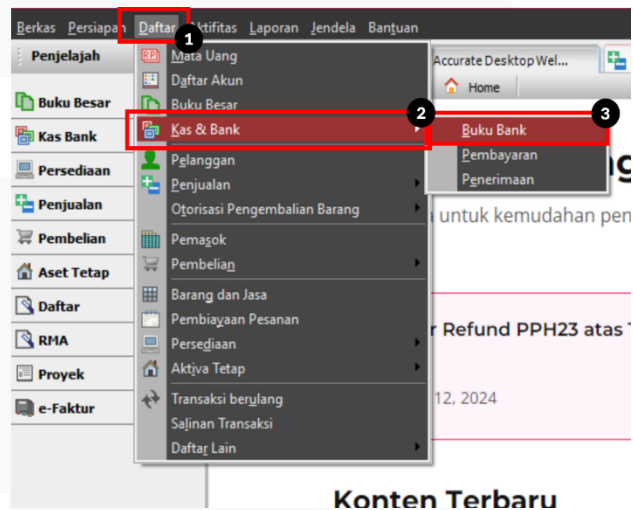 Berkas Persiapan Daftar Aktifitas Laporan Jendela Bantuan
1
Penjelajah
Buku Besar
Kas Bank
Persediaan
Penjualan
Pembelian
Aset Tetap
Daftar
RMA
Proyek
e-Faktur
Mata Uang
Daftar Akun
Buku Besar
2
Kas & Bank
Pelanggan
Penjualan
Otorisasi Pengembalian Barang
Pemasok
Pembelian
Barang dan Jasa
Pembiayaan Pesanan
Persediaan
Aktiva Tetap
Transaksi berulang
Salinan Transaksi
Daftar Lain
3
Buku Bank
Pembayaran
Penerimaan
Accurate Desktop Wel...
Home
untuk kemudahan pen
Refund PPH23 atas
12, 2024
Konten Terbaru